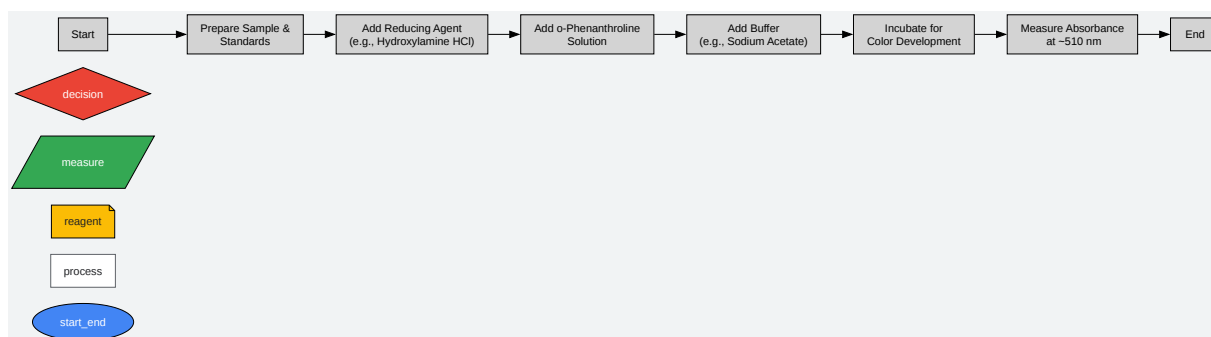 Start
Prepare Sample &
Standards
Add Reducing Agent
(e.g., Hydroxylamine HCl)
Add o-Phenanthroline
Solution
Add Buffer
(e.g., Sodium Acetate)
Incubate for
Color Development
Measure Absorbance
at ~510 nm
End
decision
measure
reagent
process
start_end